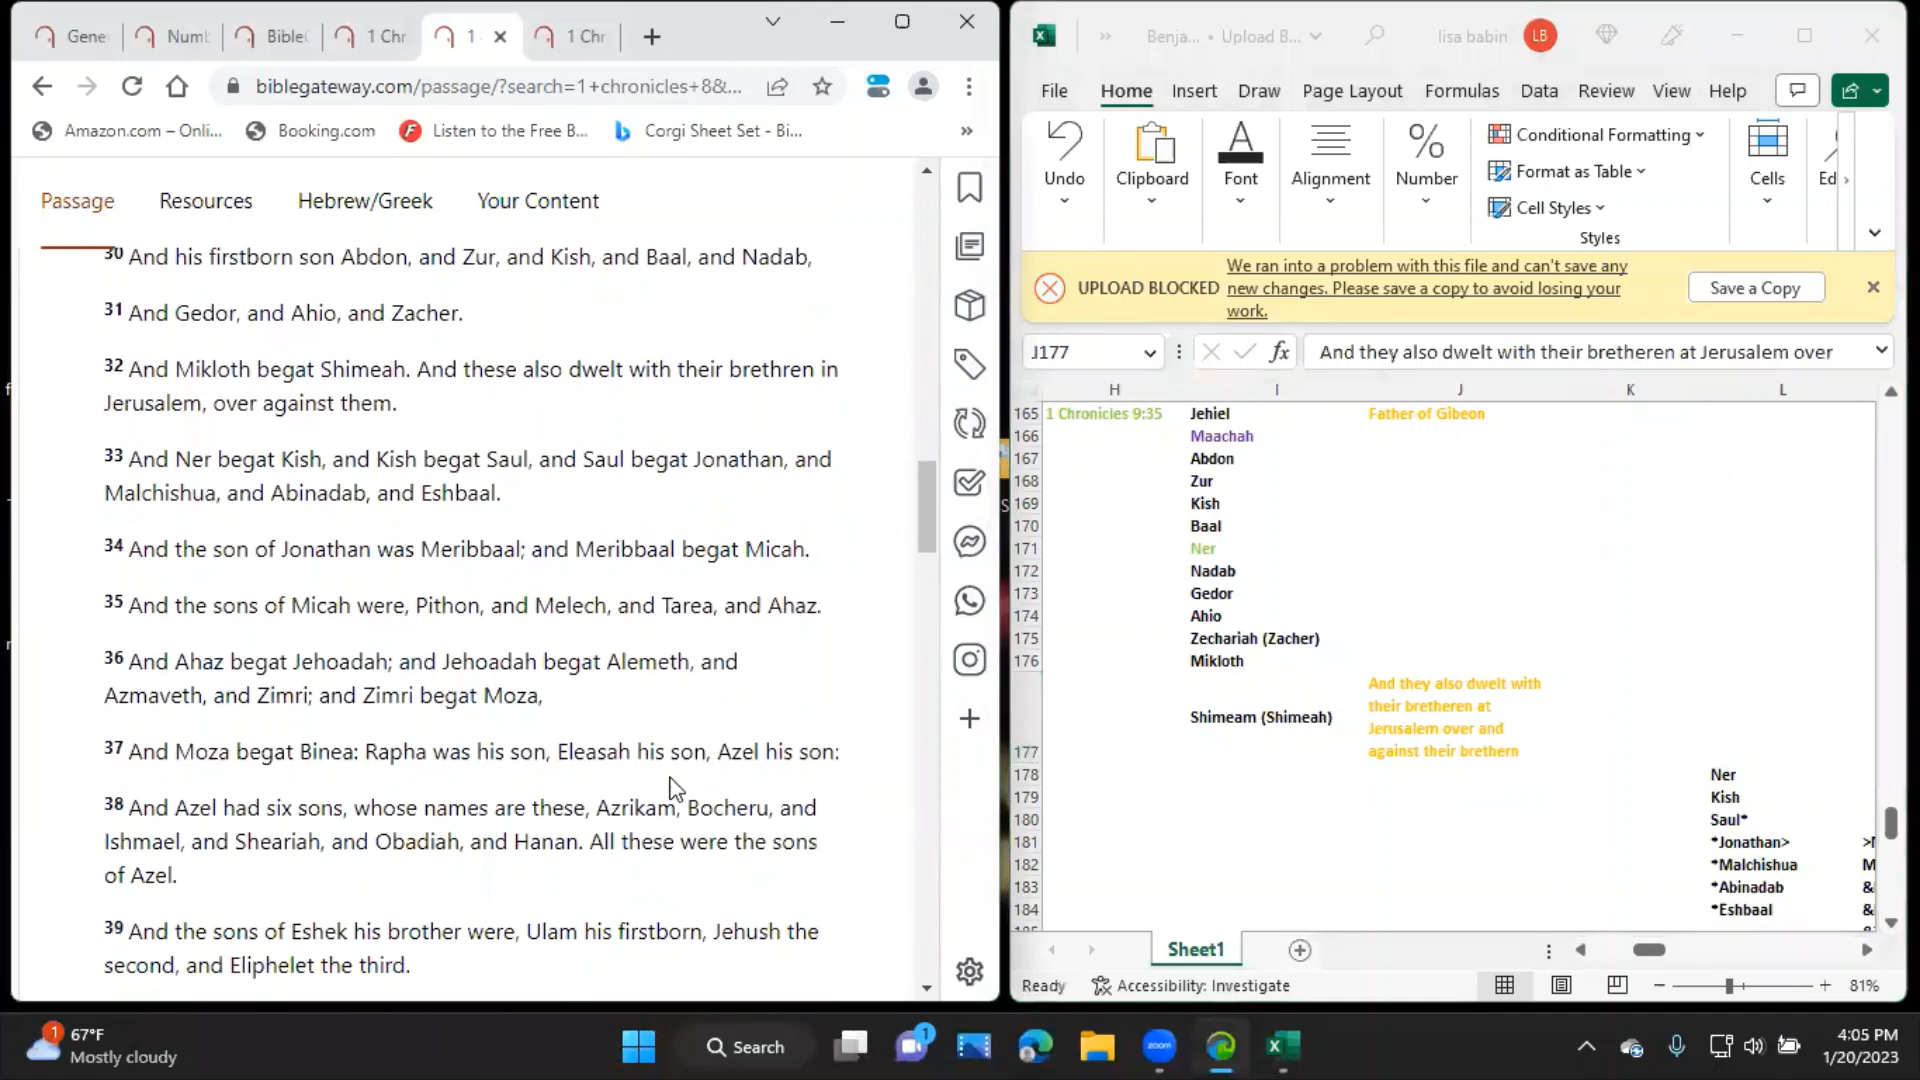 Gene
Numb
Bible
1 Chr
1
1 Chr
biblegateway.com/passage/?search=1+chronicles+8&...
Amazon.com – Onli...
Booking.com
Listen to the Free B...
Corgi Sheet Set - Bi...
»
Passage
Resources
Hebrew/Greek
Your Content
30 And his firstborn son Abdon, and Zur, and Kish, and Baal, and Nadab,
31 And Gedor, and Ahio, and Zacher.
32 And Mikloth begat Shimeah. And these also dwelt with their brethren in
Jerusalem, over against them.
33 And Ner begat Kish, and Kish begat Saul, and Saul begat Jonathan, and
Malchishua, and Abinadab, and Eshbaal.
34 And the son of Jonathan was Meribbaal; and Meribbaal begat Micah.
35 And the sons of Micah were, Pithon, and Melech, and Tarea, and Ahaz.
36 And Ahaz begat Jehoadah; and Jehoadah begat Alemeth, and
Azmaveth, and Zimri; and Zimri begat Moza,
37 And Moza begat Binea: Rapha was his son, Eleasah his son, Azel his son:
38 And Azel had six sons, whose names are these, Azrikam, Bocheru, and
Ishmael, and Sheariah, and Obadiah, and Hanan. All these were the sons
of Azel.
39 And the sons of Eshek his brother were, Ulam his firstborn, Jehush the
second, and Eliphelet the third.
Benja... • Upload B...
lisa babin
LB
File
Home
Insert
Draw
Page Layout
Formulas
Data
Review
View
Help
Undo
Clipboard
Font
Alignment
Number
Conditional Formatting
Format as Table
Cell Styles
Styles
Cells
Ed
UPLOAD BLOCKED
We ran into a problem with this file and can't save any
new changes. Please save a copy to avoid losing your
work.
Save a Copy
J177
fx
And they also dwelt with their bretheren at Jerusalem over
H I J K L
165 1 Chronicles 9:35 Jehiel Father of Gibeon
166 Maachah
167 Abdon
168 Zur
169 Kish
170 Baal
171 Ner
172 Nadab
173 Gedor
174 Ahio
175 Zechariah (Zacher)
176 Mikloth
And they also dwelt with
their bretheren at
Shimeam (Shimeah)
Jerusalem over and
177 against their brethern
178 Ner
179 Kish
180 Saul*
181 *Jonathan>
182 *Malchishua M
183 *Abinadab &
184 *Eshbaal &
Sheet1
Ready
Accessibility: Investigate
81%
1
67°F
Mostly cloudy
Search
1
zoom
4:05 PM
1/20/2023